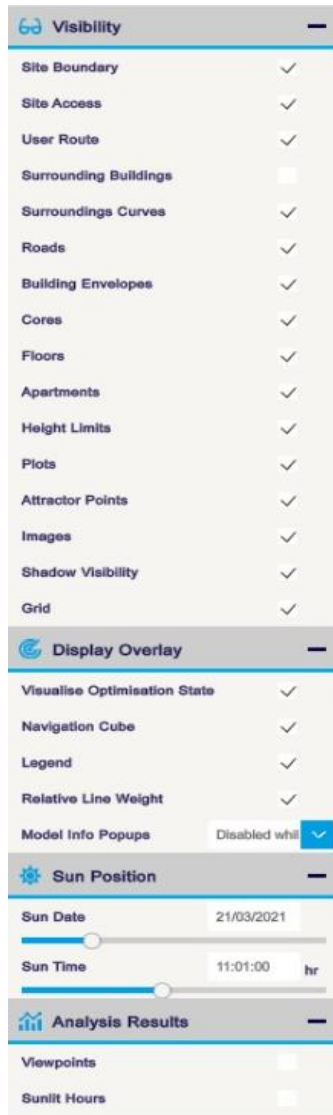 Visibility
Site Boundary
Site Access
User Route
Surrounding Buildings
Surroundings Curves
Roads
Building Envelopes
Cores
Floors
Apartments
Height Limits
Plots
Attractor Points
Images
Shadow Visibility
Grid
Display Overlay
Visualise Optimisation State
Navigation Cube
Legend
Relative Line Weight
Model Info Popups Disabled whil
Sun Position
Sun Date 21/03/2021
Sun Time 11:01:00 hr
Analysis Results
Viewpoints
Sunlit Hours